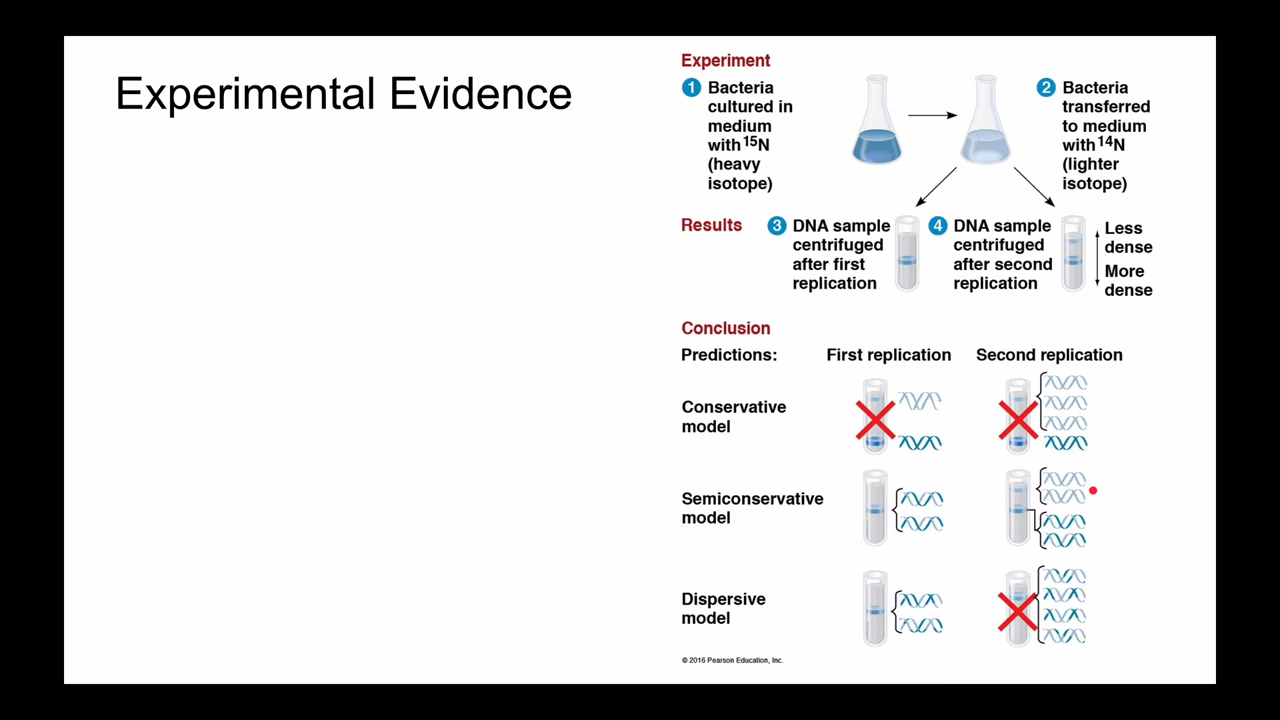 Experimental Evidence
Experiment
1 Bacteria
cultured in
medium
with ¹⁵N
(heavy
isotope)
2 Bacteria
transferred
to medium
with ¹⁴N
(lighter
isotope)
Results
3 DNA sample
centrifuged
after first
replication
4 DNA sample
centrifuged
after second
replication
Less
dense
More
dense
Conclusion
Predictions:
First replication
Second replication
Conservative
model
Semiconservative
model
Dispersive
model
© 2016 Pearson Education, Inc.